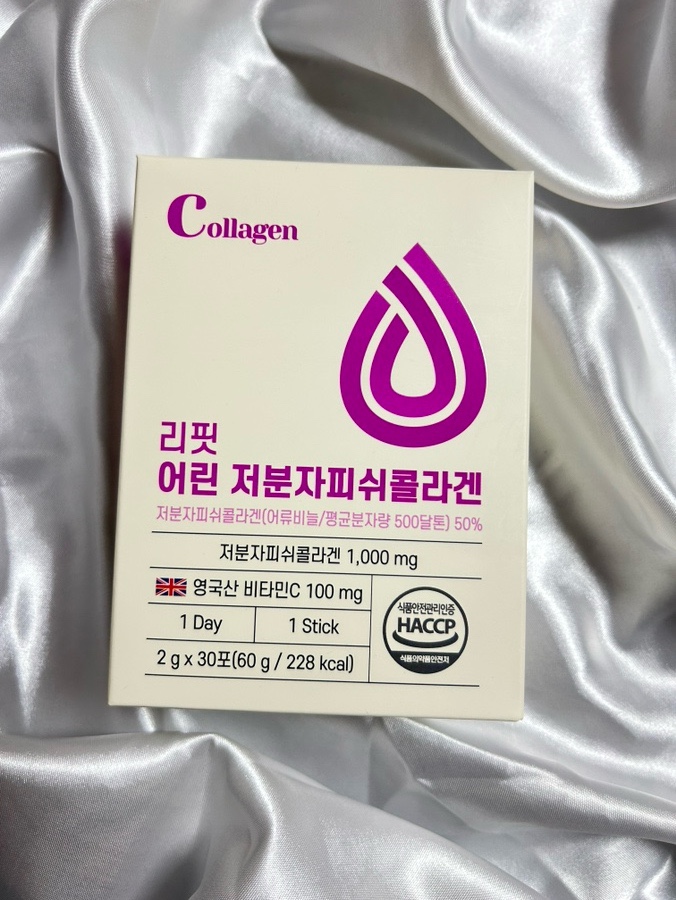 Collagen
리핏
어린 저분자피쉬콜라겐
저분자피쉬콜라겐(어류비늘/평균분자량 500달톤) 50%
저분자피쉬콜라겐 1,000 mg
영국산 비타민C 100 mg
1 Day
1 Stick
2 g x 30포(60 g / 228 kcal)
식품안전관리인증
HACCP
식품의약품안전처